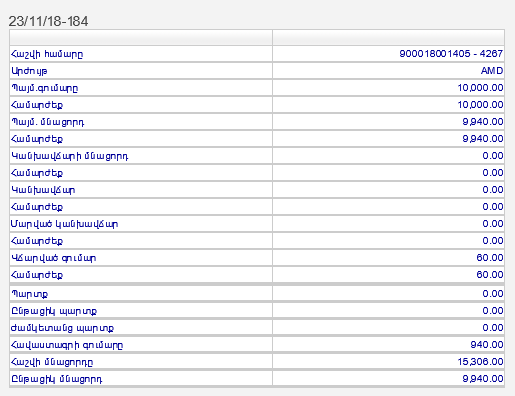 23/11/18-184
Հաշվի համարը 900018001405 - 4267
Արժույթ AMD
Պայմ.գումարը 10,000.00
Համարժեք 10,000.00
Պայմ. մնացորդ 9,940.00
Համարժեք 9,940.00
Կանխավճարի մնացորդ 0.00
Համարժեք 0.00
Կանխավճար 0.00
Համարժեք 0.00
Մարված կանխավճար 0.00
Համարժեք 0.00
Վճարված գումար 60.00
Համարժեք 60.00
Պարտք 0.00
Ընթացիկ պարտք 0.00
Ժամկետանց պարտք 0.00
Հավաստագրի գումարը 940.00
Հաշվի մնացորդը 15,306.00
Ընթացիկ մնացորդ 9,940.00